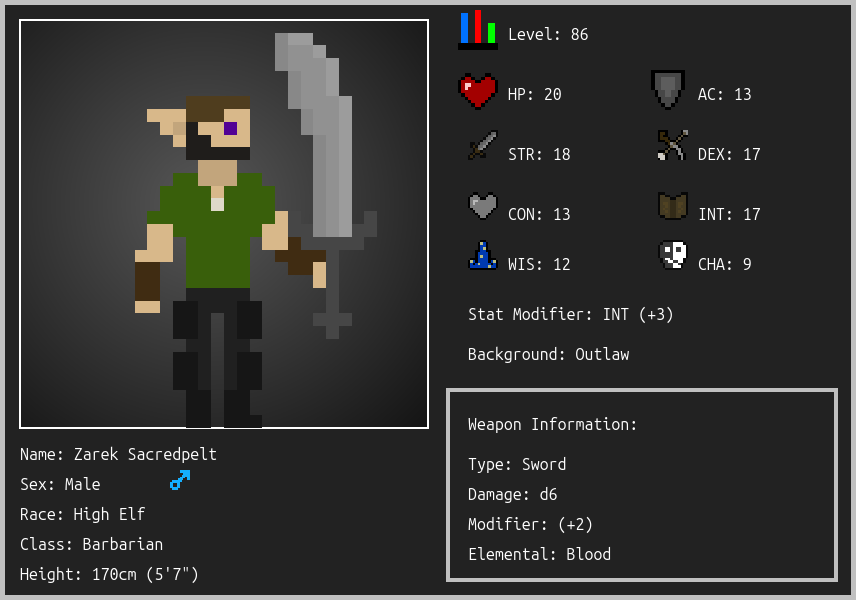 Level: 86
HP: 20
AC: 13
STR: 18
DEX: 17
CON: 13
INT: 17
WIS: 12
CHA: 9
Stat Modifier: INT (+3)
Background: Outlaw
Weapon Information:
Type: Sword
Damage: d6
Modifier: (+2)
Elemental: Blood
Name: Zarek Sacredpelt
Sex: Male
Race: High Elf
Class: Barbarian
Height: 170cm (5'7")